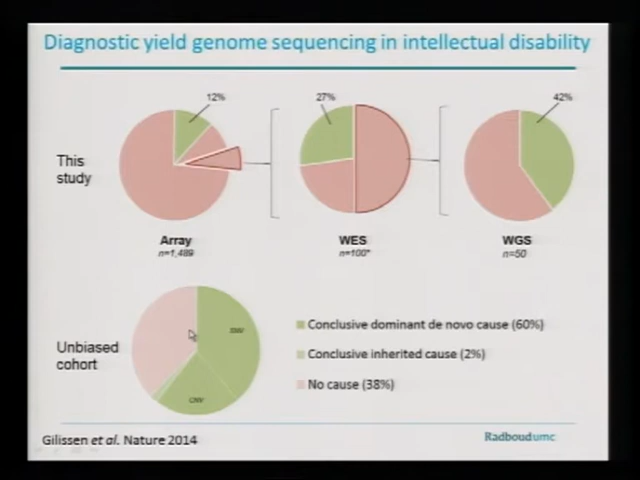 Diagnostic yield genome sequencing in intellectual disability
12%
27%
42%
This
study
Array
n=1,489
WES
n=100*
WGS
n=50
Unbiased
cohort
SNV
CNV
Conclusive dominant de novo cause (60%)
Conclusive inherited cause (2%)
No cause (38%)
Gilissen et al. Nature 2014
Radboudumc